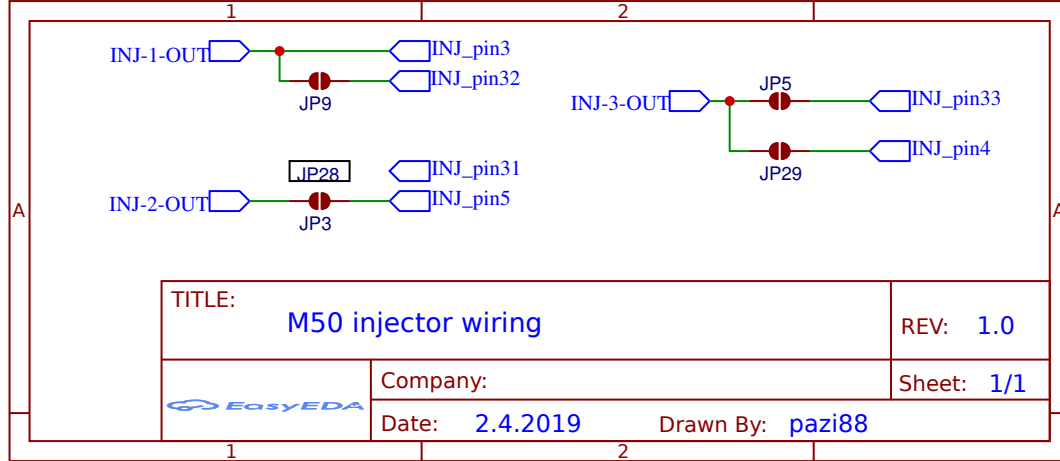 1 2
INJ-1-OUT INJ_pin3
INJ_pin32
JP9
JP5
INJ-3-OUT INJ_pin33
INJ_pin4
JP29
JP28 INJ_pin31
INJ-2-OUT INJ_pin5
JP3
A A
TITLE:
M50 injector wiring
REV: 1.0
EasyEDA
Company:
Sheet: 1/1
Date: 2.4.2019 Drawn By: pazi88
1 2